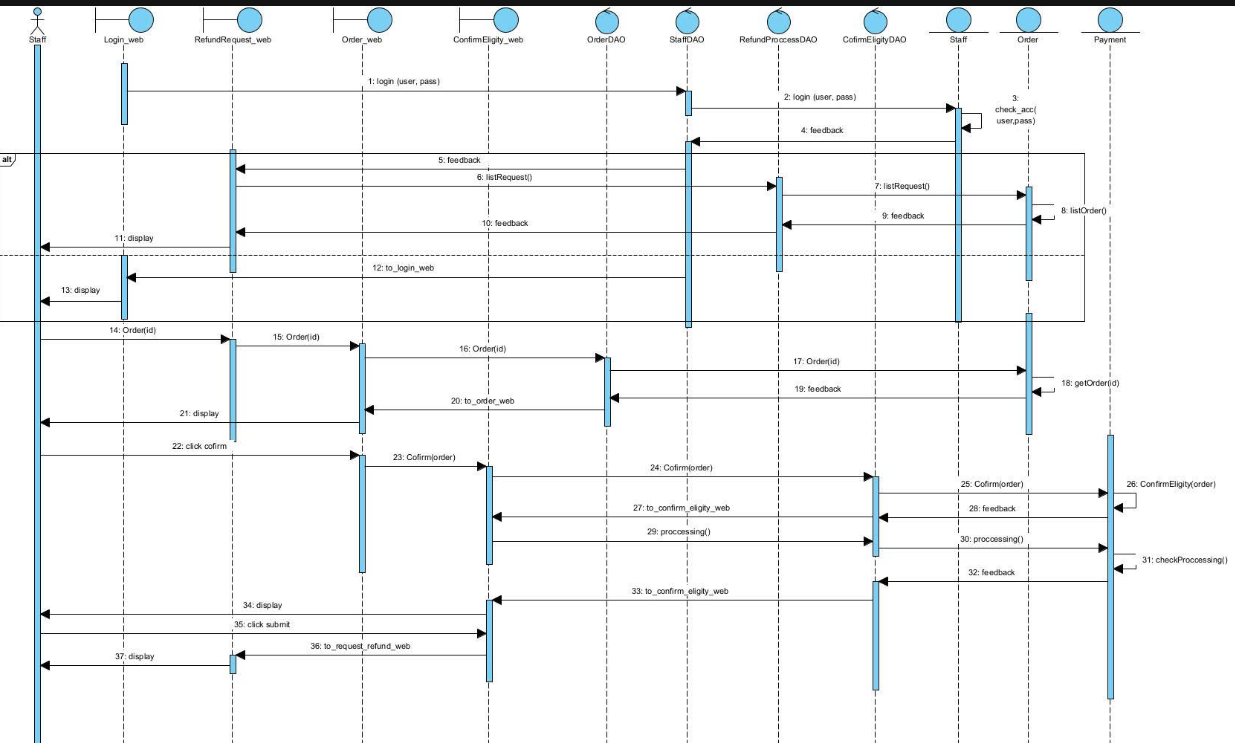 Staff
Login_web
RefundRequest_web
Order_web
ConfirmEligity_web
OrderDAO
StaffDAO
RefundProccessDAO
CofirmEligityDAO
Staff
Order
Payment
1: login (user, pass)
2: login (user, pass)
3:
check_acc(
user,pass)
4: feedback
alt
5: feedback
6: listRequest()
7: listRequest()
8: listOrder()
9: feedback
10: feedback
11: display
12: to_login_web
13: display
14: Order(id)
15: Order(id)
16: Order(id)
17: Order(id)
18: getOrder(id)
19: feedback
20: to_order_web
21: display
22: click cofirm
23: Cofirm(order)
24: Cofirm(order)
25: Cofirm(order)
26: ConfirmEligity(order)
27: to_confirm_eligity_web
28: feedback
29: proccessing()
30: proccessing()
31: checkProccessing()
32: feedback
33: to_confirm_eligity_web
34: display
35: click submit
36: to_request_refund_web
37: display